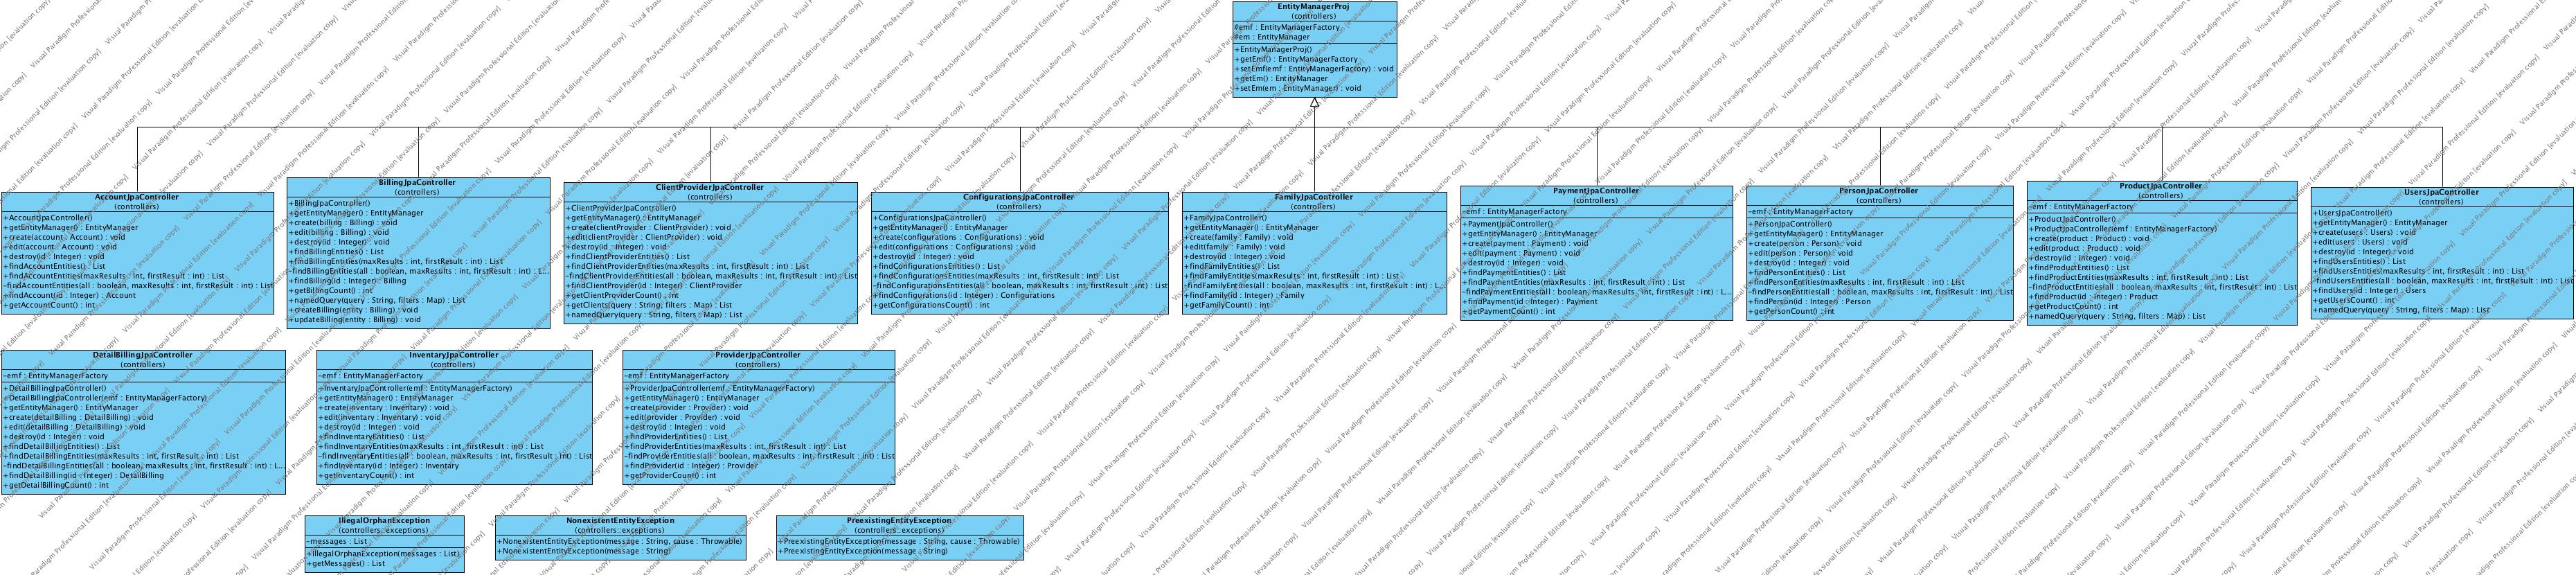 EntityManagerProj
(controllers)
#emf : EntityManagerFactory
#em : EntityManager
+EntityManagerProj()
+getEmf() : EntityManagerFactory
+setEmf(emf : EntityManagerFactory) : void
+getEm() : EntityManager
+setEm(em : EntityManager) : void
AccountJpaController
(controllers)
+AccountJpaController()
+getEntityManager() : EntityManager
+create(account : Account) : void
+edit(account : Account) : void
+destroy(id : Integer) : void
+findAccountEntities() : List
+findAccountEntities(maxResults : int, firstResult : int) : List
-findAccountEntities(all : boolean, maxResults : int, firstResult : int) : List
+findAccount(id : Integer) : Account
+getAccountCount() : int
BillingJpaController
(controllers)
+BillingJpaController()
+getEntityManager() : EntityManager
+create(billing : Billing) : void
+edit(billing : Billing) : void
+destroy(id : Integer) : void
+findBillingEntities() : List
+findBillingEntities(maxResults : int, firstResult : int) : List
-findBillingEntities(all : boolean, maxResults : int, firstResult : int) : L...
+findBilling(id : Integer) : Billing
+getBillingCount() : int
+namedQuery(query : String, filters : Map) : List
+createBilling(entity : Billing) : void
+updateBilling(entity : Billing) : void
ClientProviderJpaController
(controllers)
+ClientProviderJpaController()
+getEntityManager() : EntityManager
+create(clientProvider : ClientProvider) : void
+edit(clientProvider : ClientProvider) : void
+destroy(id : Integer) : void
+findClientProviderEntities() : List
+findClientProviderEntities(maxResults : int, firstResult : int) : List
-findClientProviderEntities(all : boolean, maxResults : int, firstResult : int) : List
+findClientProvider(id : Integer) : ClientProvider
+getClientProviderCount() : int
+getClients(query : String, filters : Map) : List
+namedQuery(query : String, filters : Map) : List
ConfigurationsJpaController
(controllers)
+ConfigurationsJpaController()
+getEntityManager() : EntityManager
+create(configurations : Configurations) : void
+edit(configurations : Configurations) : void
+destroy(id : Integer) : void
+findConfigurationsEntities() : List
+findConfigurationsEntities(maxResults : int, firstResult : int) : List
-findConfigurationsEntities(all : boolean, maxResults : int, firstResult : int) : List
+findConfigurations(id : Integer) : Configurations
+getConfigurationsCount() : int
FamilyJpaController
(controllers)
+FamilyJpaController()
+getEntityManager() : EntityManager
+create(family : Family) : void
+edit(family : Family) : void
+destroy(id : Integer) : void
+findFamilyEntities() : List
+findFamilyEntities(maxResults : int, firstResult : int) : List
-findFamilyEntities(all : boolean, maxResults : int, firstResult : int) : L...
+findFamily(id : Integer) : Family
+getFamilyCount() : int
PaymentJpaController
(controllers)
-emf : EntityManagerFactory
+PaymentJpaController()
+getEntityManager() : EntityManager
+create(payment : Payment) : void
+edit(payment : Payment) : void
+destroy(id : Integer) : void
+findPaymentEntities() : List
+findPaymentEntities(maxResults : int, firstResult : int) : List
-findPaymentEntities(all : boolean, maxResults : int, firstResult : int) : L...
+findPayment(id : Integer) : Payment
+getPaymentCount() : int
PersonJpaController
(controllers)
-emf : EntityManagerFactory
+PersonJpaController()
+getEntityManager() : EntityManager
+create(person : Person) : void
+edit(person : Person) : void
+destroy(id : Integer) : void
+findPersonEntities() : List
+findPersonEntities(maxResults : int, firstResult : int) : List
-findPersonEntities(all : boolean, maxResults : int, firstResult : int) : List
+findPerson(id : Integer) : Person
+getPersonCount() : int
ProductJpaController
(controllers)
-emf : EntityManagerFactory
+ProductJpaController()
+ProductJpaController(emf : EntityManagerFactory)
+create(product : Product) : void
+edit(product : Product) : void
+destroy(id : Integer) : void
+findProductEntities() : List
+findProductEntities(maxResults : int, firstResult : int) : List
-findProductEntities(all : boolean, maxResults : int, firstResult : int) : List
+findProduct(id : Integer) : Product
+getProductCount() : int
+namedQuery(query : String, filters : Map) : List
UsersJpaController
(controllers)
+UsersJpaController()
+getEntityManager() : EntityManager
+create(users : Users) : void
+edit(users : Users) : void
+destroy(id : Integer) : void
+findUsersEntities() : List
+findUsersEntities(maxResults : int, firstResult : int) : List
-findUsersEntities(all : boolean, maxResults : int, firstResult : int) : List
+findUsers(id : Integer) : Users
+getUsersCount() : int
+namedQuery(query : String, filters : Map) : List
DetailBillingJpaController
(controllers)
-emf : EntityManagerFactory
+DetailBillingJpaController()
+DetailBillingJpaController(emf : EntityManagerFactory)
+getEntityManager() : EntityManager
+create(detailBilling : DetailBilling) : void
+edit(detailBilling : DetailBilling) : void
+destroy(id : Integer) : void
+findDetailBillingEntities() : List
+findDetailBillingEntities(maxResults : int, firstResult : int) : List
-findDetailBillingEntities(all : boolean, maxResults : int, firstResult : int) : L...
+findDetailBilling(id : Integer) : DetailBilling
+getDetailBillingCount() : int
InventaryJpaController
(controllers)
-emf : EntityManagerFactory
+InventaryJpaController(emf : EntityManagerFactory)
+getEntityManager() : EntityManager
+create(inventary : Inventary) : void
+edit(inventary : Inventary) : void
+destroy(id : Integer) : void
+findInventaryEntities() : List
+findInventaryEntities(maxResults : int, firstResult : int) : List
-findInventaryEntities(all : boolean, maxResults : int, firstResult : int) : List
+findInventary(id : Integer) : Inventary
+getInventaryCount() : int
ProviderJpaController
(controllers)
-emf : EntityManagerFactory
+ProviderJpaController(emf : EntityManagerFactory)
+getEntityManager() : EntityManager
+create(provider : Provider) : void
+edit(provider : Provider) : void
+destroy(id : Integer) : void
+findProviderEntities() : List
+findProviderEntities(maxResults : int, firstResult : int) : List
-findProviderEntities(all : boolean, maxResults : int, firstResult : int) : List
+findProvider(id : Integer) : Provider
+getProviderCount() : int
IllegalOrphanException
(controllers::exceptions)
-messages : List
+IllegalOrphanException(messages : List)
+getMessages() : List
NonexistentEntityException
(controllers::exceptions)
+NonexistentEntityException(message : String, cause : Throwable)
+NonexistentEntityException(message : String)
PreexistingEntityException
(controllers::exceptions)
+PreexistingEntityException(message : String, cause : Throwable)
+PreexistingEntityException(message : String)
Visual Paradigm Professional Edition [evaluation copy]